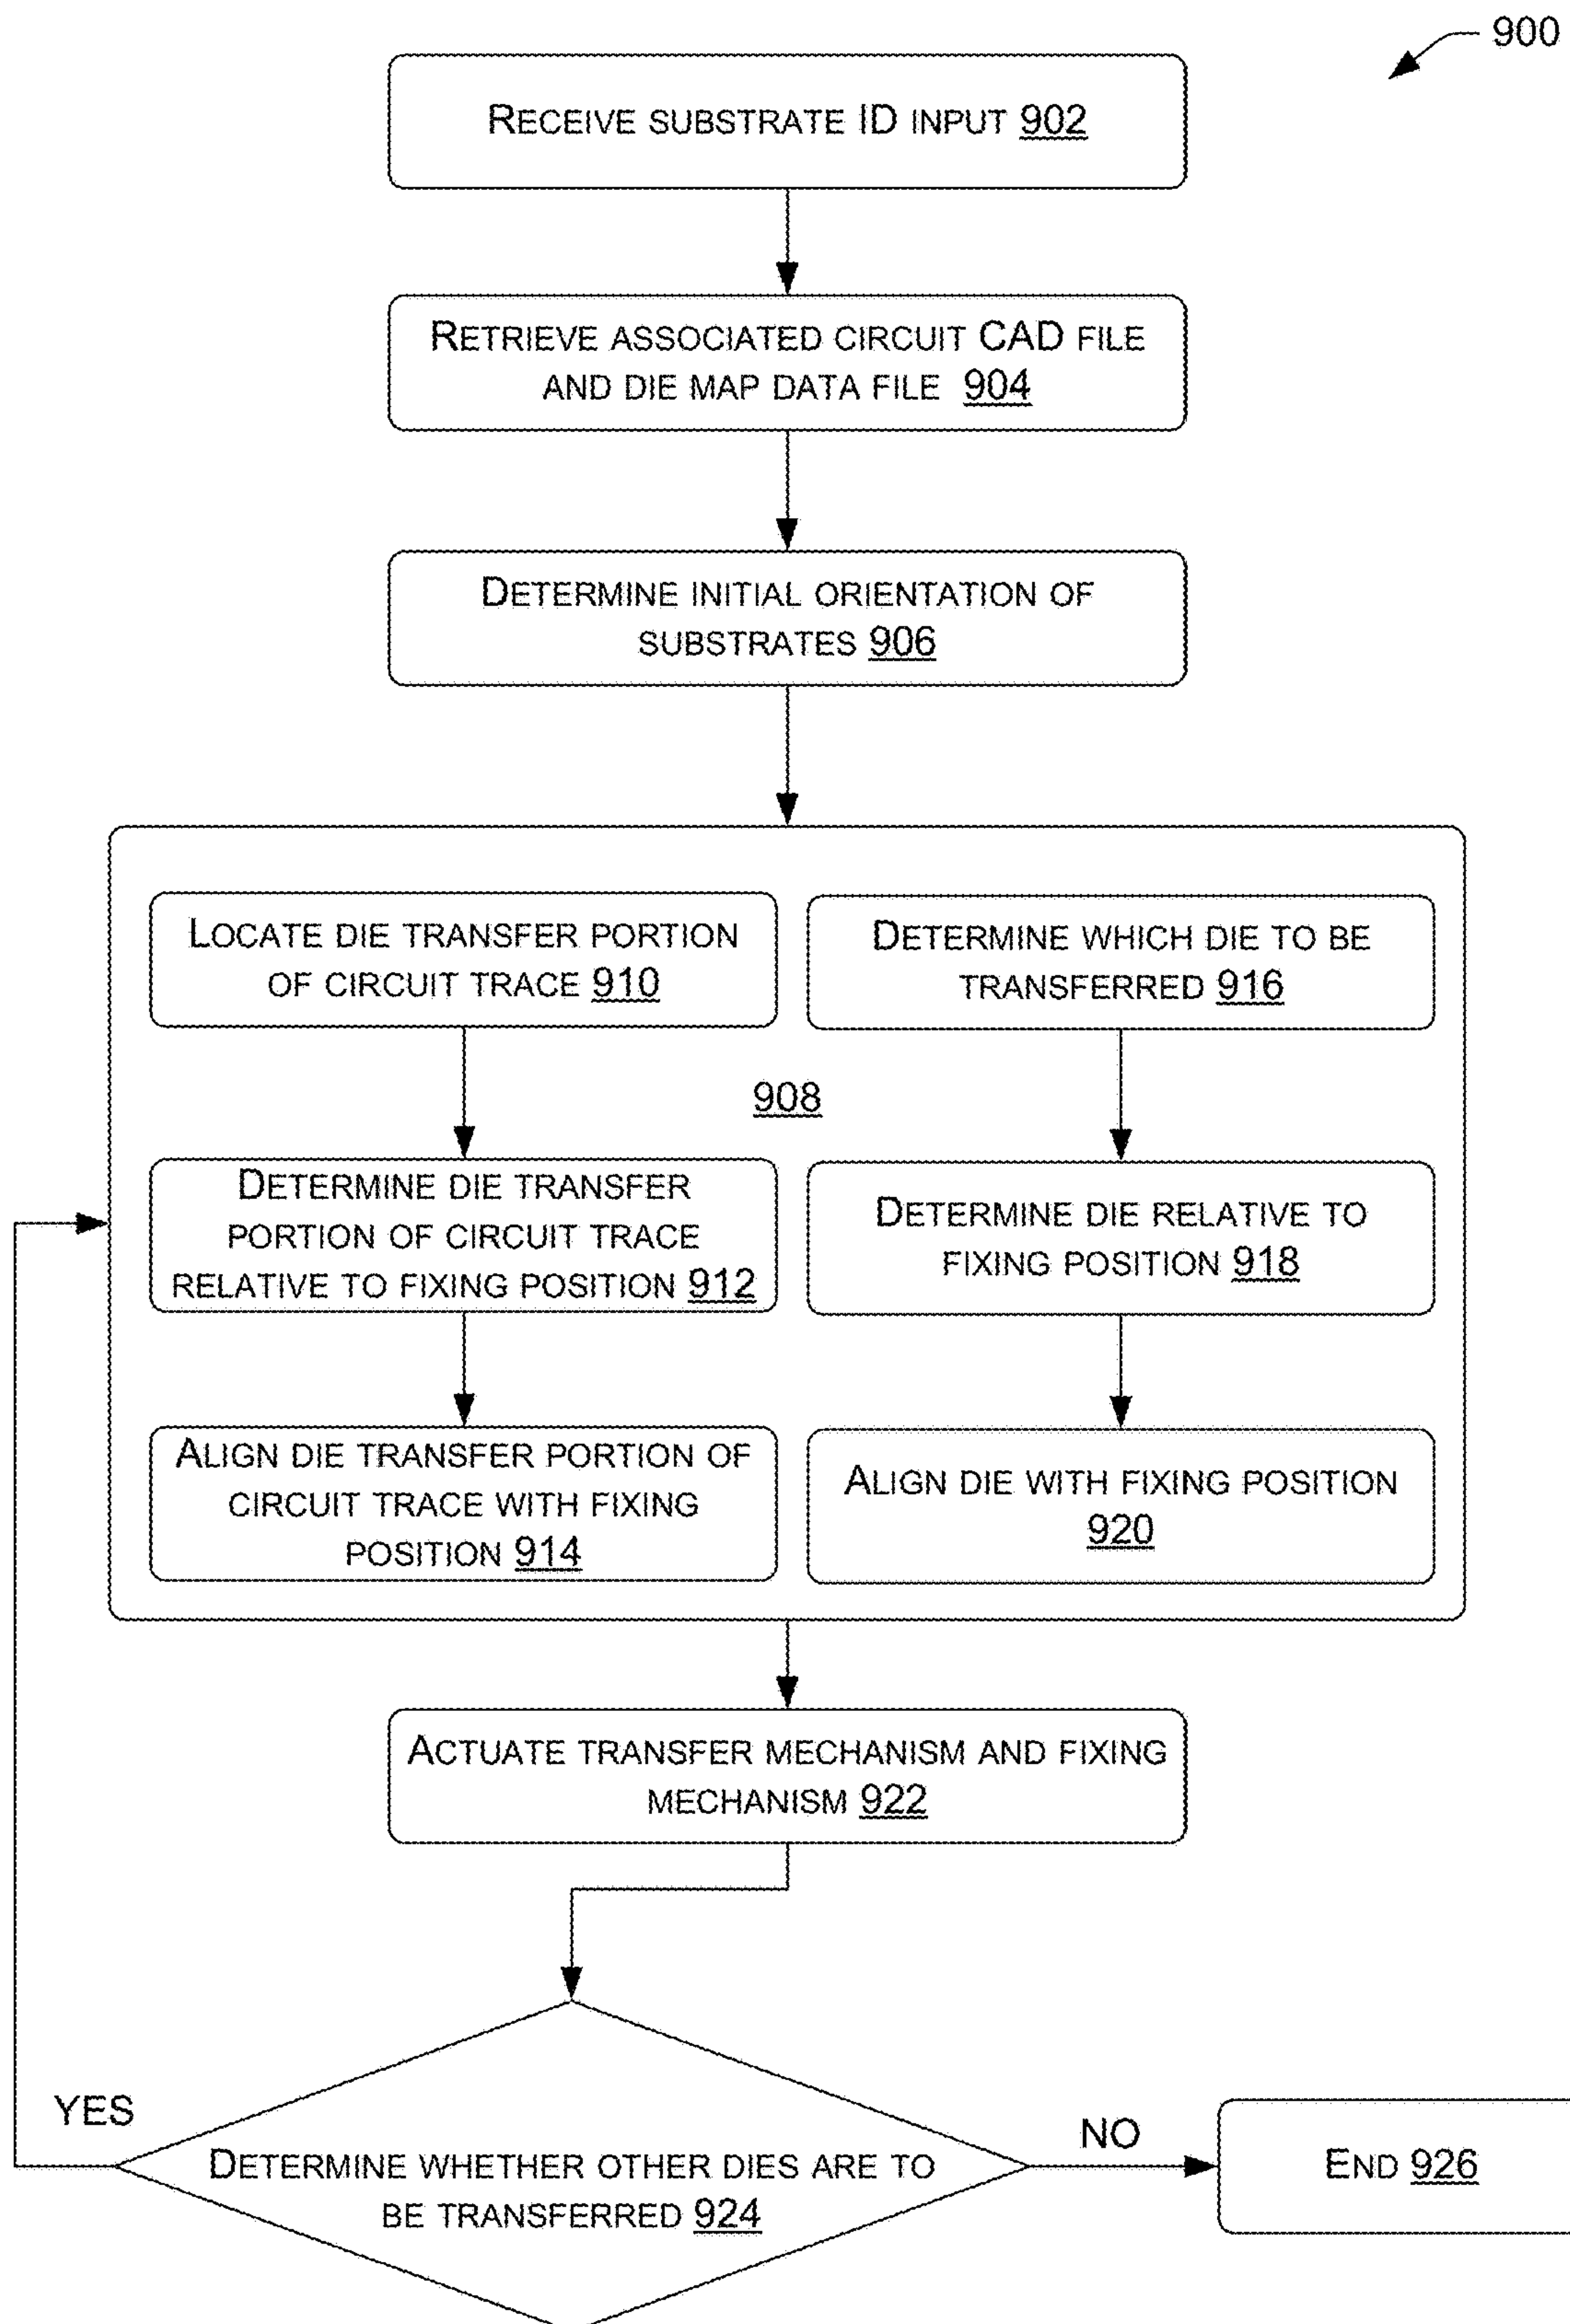 900
RECEIVE SUBSTRATE ID INPUT 902
RETRIEVE ASSOCIATED CIRCUIT CAD FILE
AND DIE MAP DATA FILE 904
DETERMINE INITIAL ORIENTATION OF
SUBSTRATES 906
LOCATE DIE TRANSFER PORTION
OF CIRCUIT TRACE 910
DETERMINE WHICH DIE TO BE
TRANSFERRED 916
908
DETERMINE DIE TRANSFER
PORTION OF CIRCUIT TRACE
RELATIVE TO FIXING POSITION 912
DETERMINE DIE RELATIVE TO
FIXING POSITION 918
ALIGN DIE TRANSFER PORTION OF
CIRCUIT TRACE WITH FIXING
POSITION 914
ALIGN DIE WITH FIXING POSITION
920
ACTUATE TRANSFER MECHANISM AND FIXING
MECHANISM 922
YES
DETERMINE WHETHER OTHER DIES ARE TO
BE TRANSFERRED 924
NO
END 926